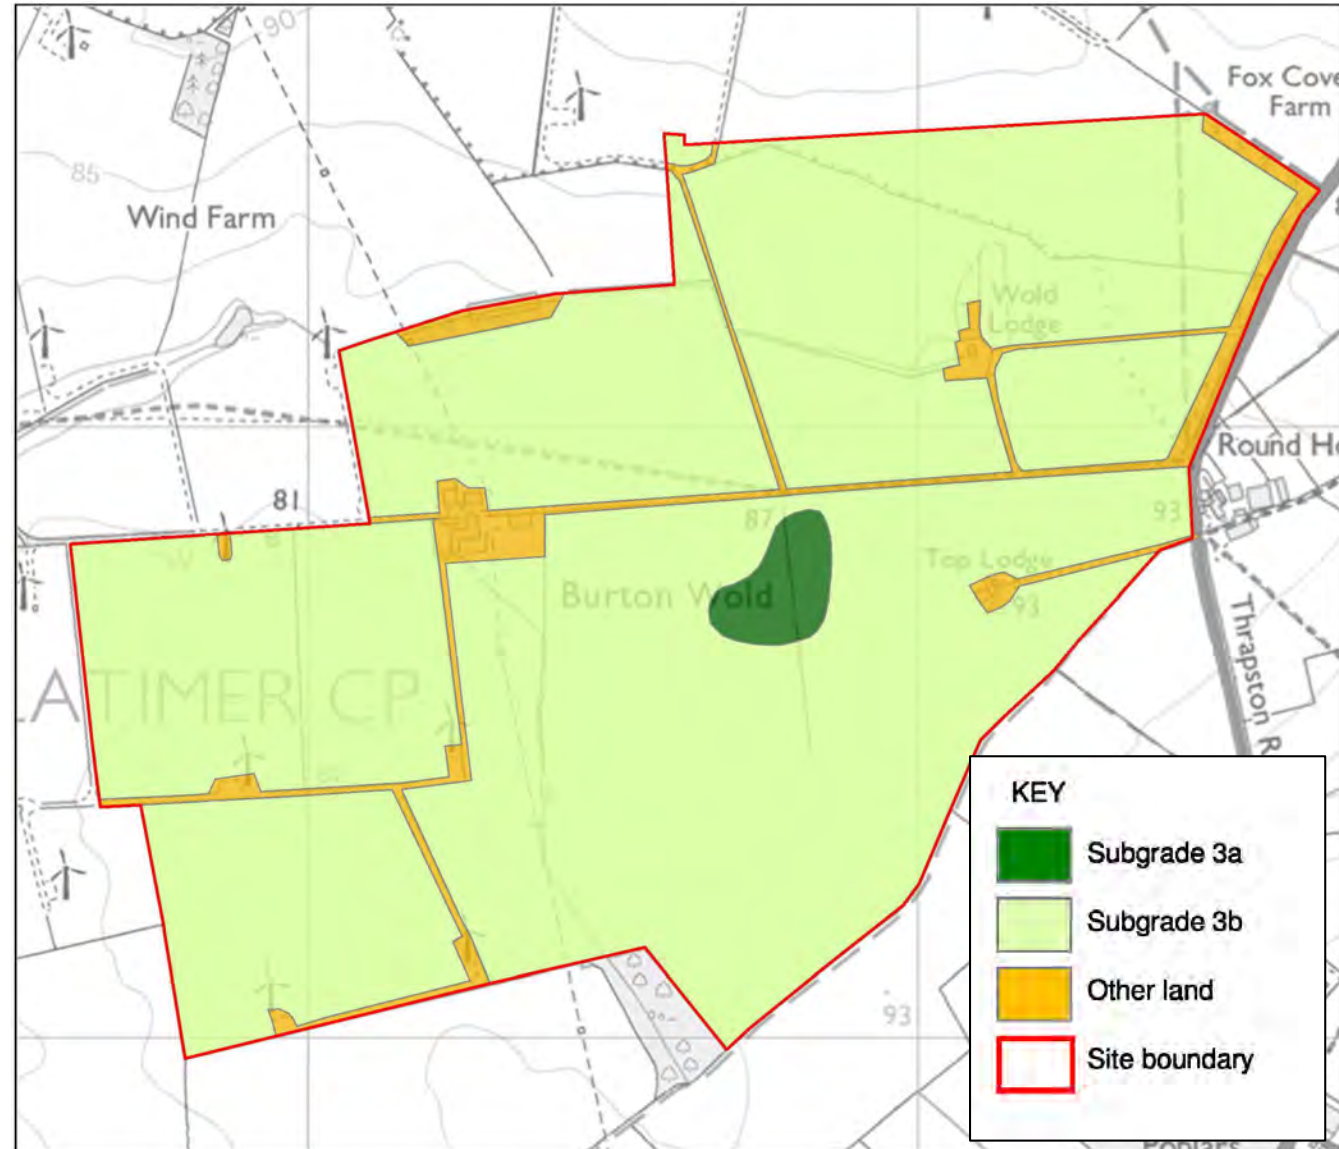 90
Fox Cove
Farm
85
Wind Farm
Wold
Lodge
Round Ho
81
87
93
Top Lodge
93
Burton Wold
LATIMER CP
Thrapston R
93
KEY
Subgrade 3a
Subgrade 3b
Other land
Site boundary